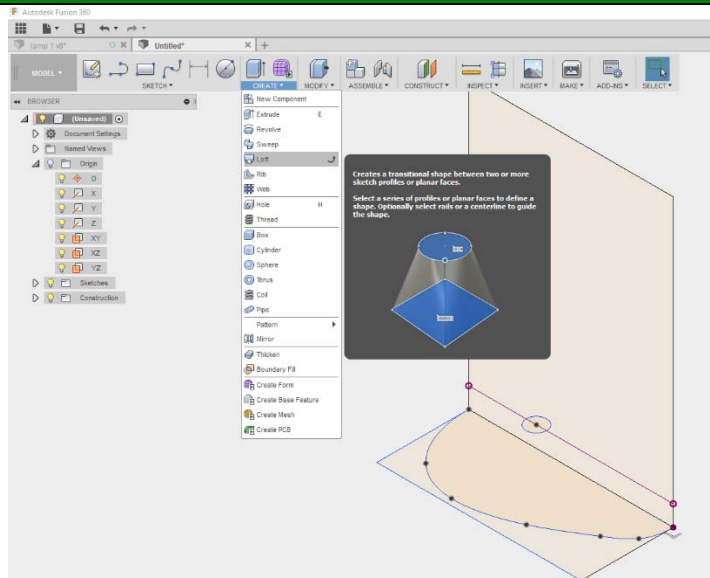 Autodesk Fusion 360
lamp 1 v8*
Untitled*
MODEL
SKETCH
CREATE
MODIFY
ASSEMBLE
CONSTRUCT
INSPECT
INSERT
MAKE
ADD-INS
SELECT
BROWSER
(Unsaved)
Document Settings
Named Views
Origin
O
X
Y
Z
XY
XZ
YZ
Sketches
Construction
New Component
Extrude E
Revolve
Sweep
Loft
Rib
Web
Hole H
Thread
Box
Cylinder
Sphere
Torus
Coil
Pipe
Pattern
Mirror
Thicken
Boundary Fill
Create Form
Create Base Feature
Create Mesh
Create PCB
Creates a transitional shape between two or more
sketch profiles or planar faces.
Select a series of profiles or planar faces to define a
shape. Optionally select rails or a centerline to guide
the shape.